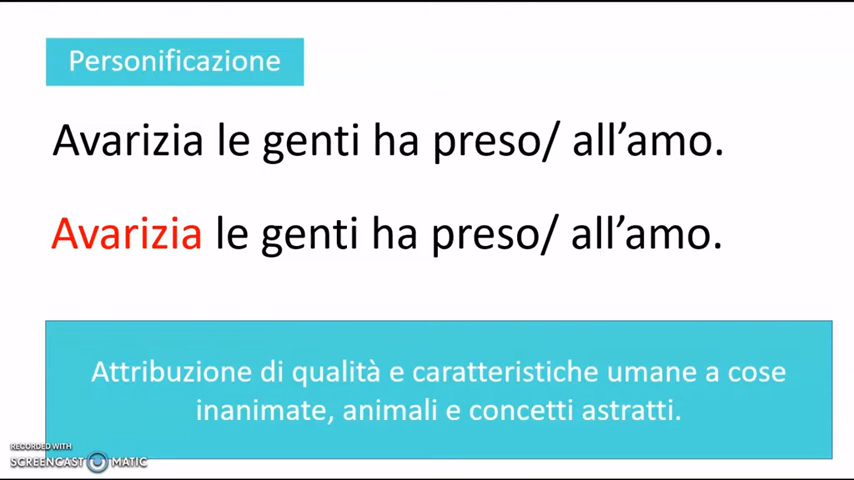 Personificazione
Avarizia le genti ha preso/ all’amo.
Avarizia le genti ha preso/ all’amo.
Attribuzione di qualità e caratteristiche umane a cose
inanimate, animali e concetti astratti.
RECORDED WITH
SCREENCAST MATIC